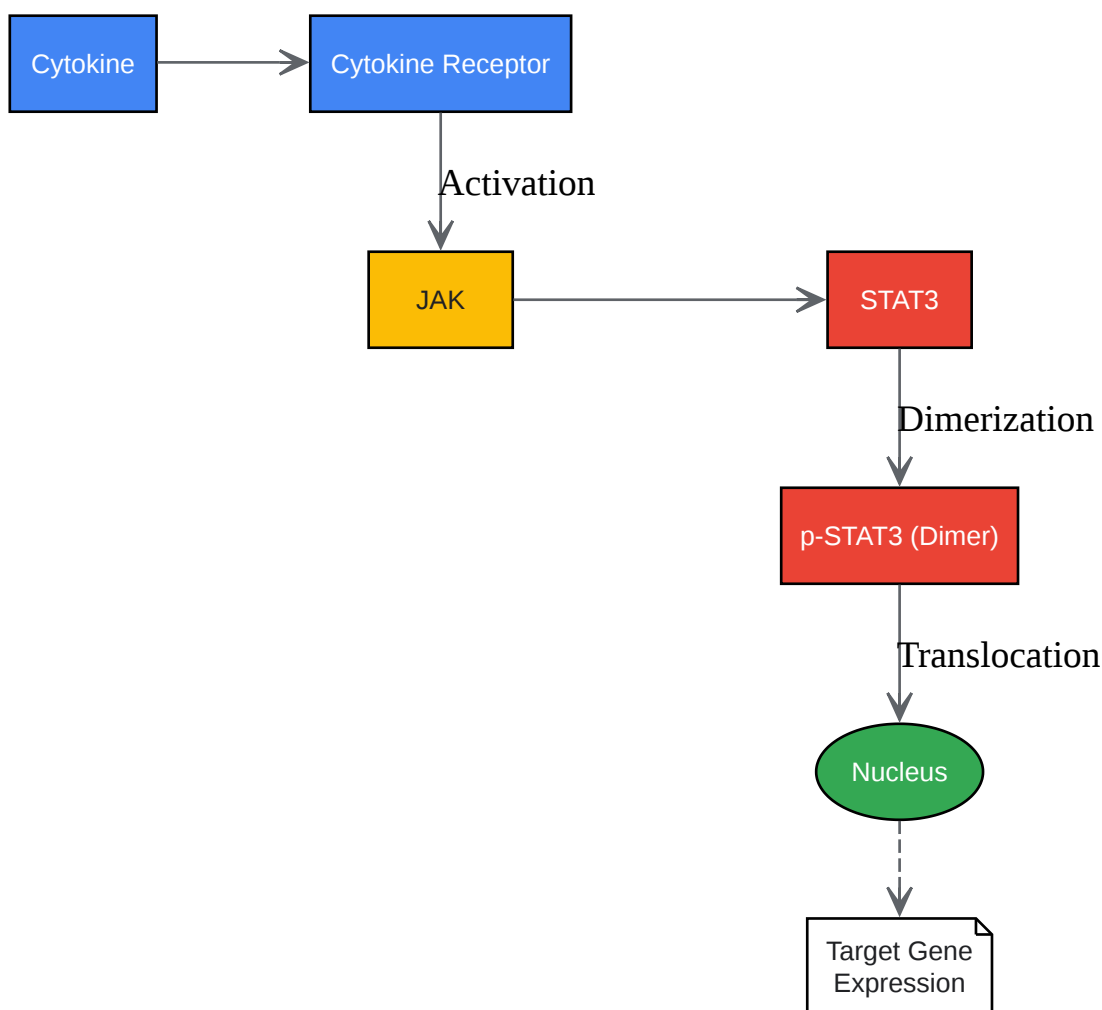 Cytokine
Cytokine Receptor
Activation
JAK
STAT3
Dimerization
p-STAT3 (Dimer)
Translocation
Nucleus
Target Gene
Expression